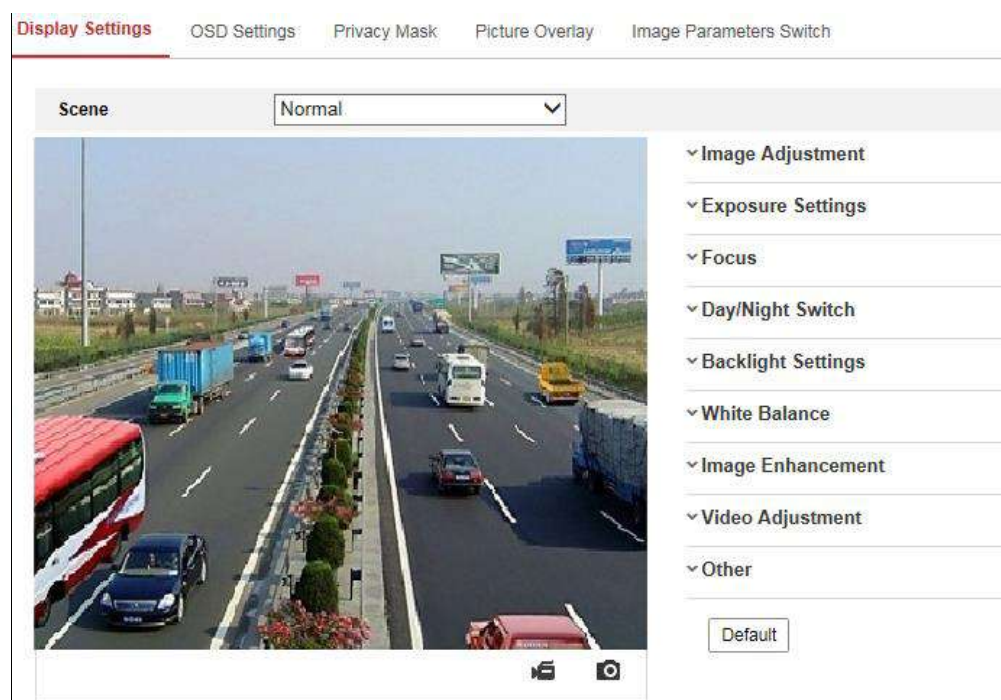 Display Settings OSD Settings Privacy Mask Picture Overlay Image Parameters Switch
Scene Normal
Image Adjustment
Exposure Settings
Focus
Day/Night Switch
Backlight Settings
White Balance
Image Enhancement
Video Adjustment
Other
Default